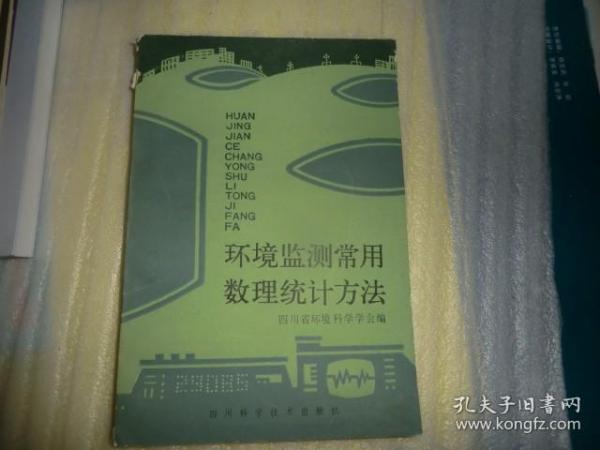 HUAN
JING
JIAN
CE
CHANG
YONG
SHU
LI
TONG
JI
FANG
FA
环境监测常用
数理统计方法
四川省环境科学学会编
四川科学技术出版社
孔夫子旧书网
www.kongfz.com